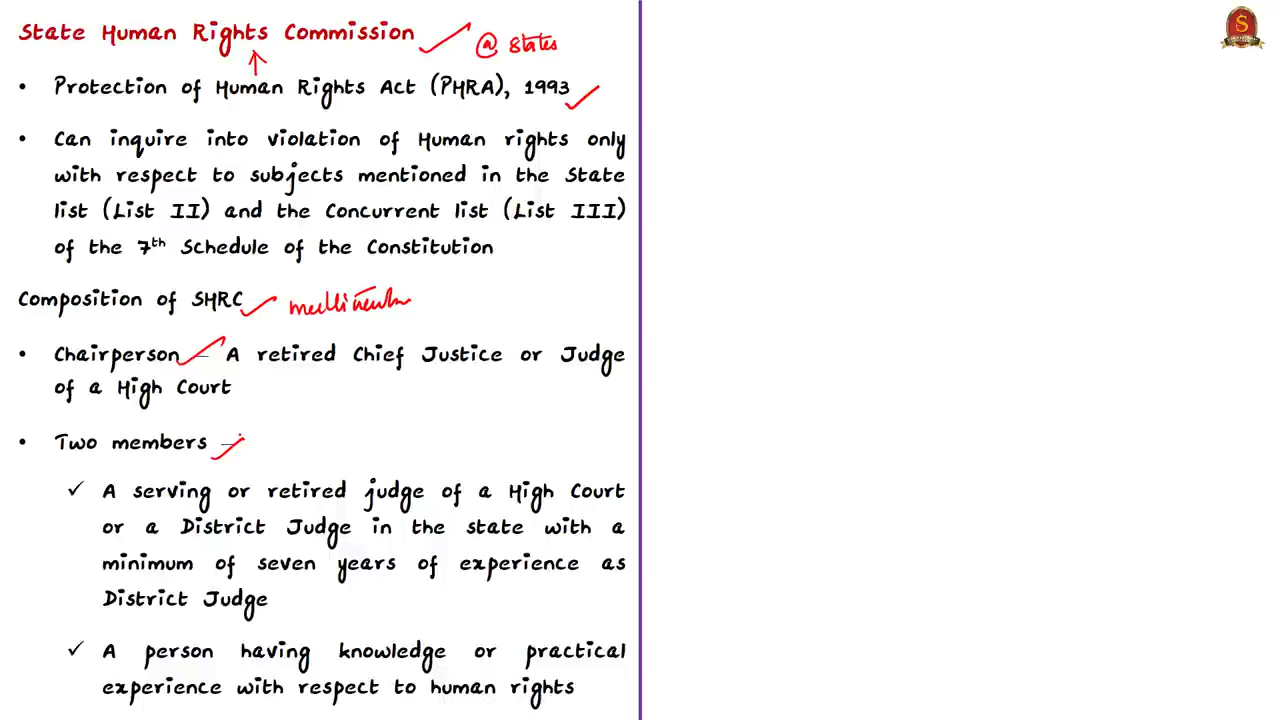 State Human Rights Commission
@ States
• Protection of Human Rights Act (PHRA), 1993
• Can inquire into violation of Human rights only
with respect to subjects mentioned in the State
list (List II) and the Concurrent list (List III)
of the 7th Schedule of the Constitution
Composition of SHRC
• Chairperson – A retired Chief Justice or Judge
of a High Court
• Two members –
✓ A serving or retired judge of a High Court
or a District Judge in the state with a
minimum of seven years of experience as
District Judge
✓ A person having knowledge or practical
experience with respect to human rights
S